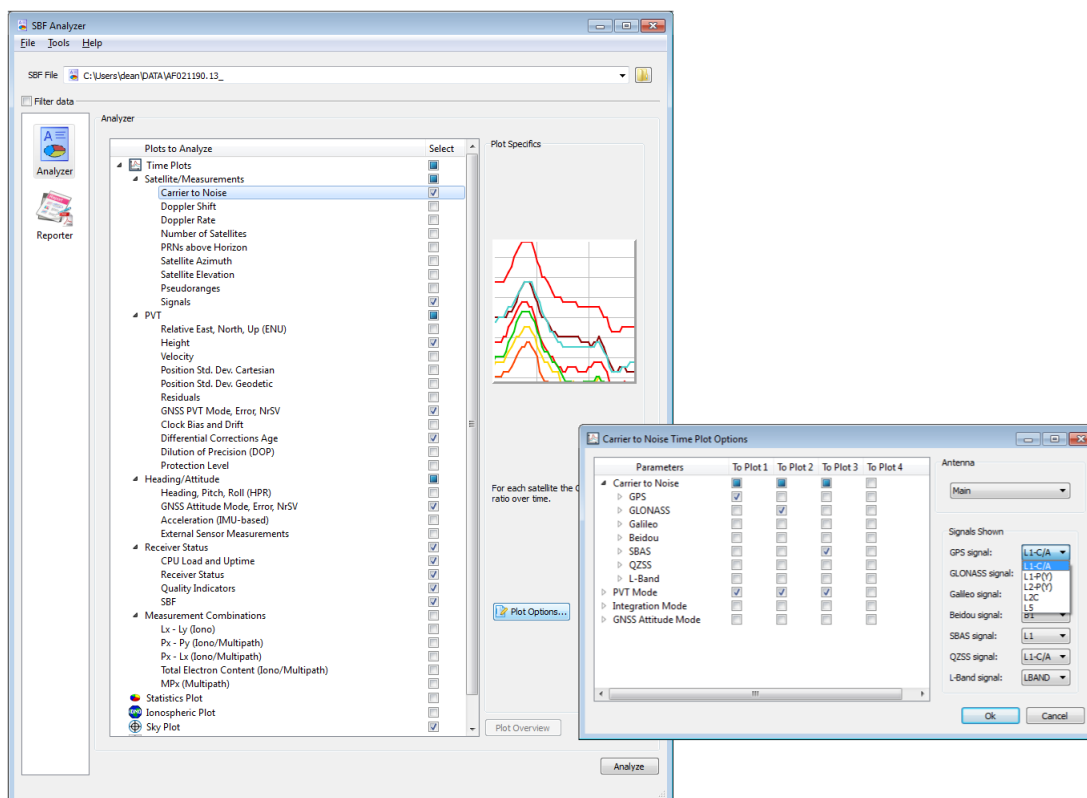 SBF Analyzer
File Tools Help
SBF File C:\Users\dean\DATA\AF021190.13_
Filter data
Analyzer
Reporter
Analyzer
Plots to Analyze Select
Time Plots
Satellite/Measurements
Carrier to Noise
Doppler Shift
Doppler Rate
Number of Satellites
PRNs above Horizon
Satellite Azimuth
Satellite Elevation
Pseudoranges
Signals
PVT
Relative East, North, Up (ENU)
Height
Velocity
Position Std. Dev. Cartesian
Position Std. Dev. Geodetic
Residuals
GNSS PVT Mode, Error, NrSV
Clock Bias and Drift
Differential Corrections Age
Dilution of Precision (DOP)
Protection Level
Heading/Attitude
Heading, Pitch, Roll (HPR)
GNSS Attitude Mode, Error, NrSV
Acceleration (IMU-based)
External Sensor Measurements
Receiver Status
CPU Load and Uptime
Receiver Status
Quality Indicators
SBF
Measurement Combinations
Lx - Ly (Iono)
Px - Py (Iono/Multipath)
Px - Lx (Iono/Multipath)
Total Electron Content (Iono/Multipath)
MPx (Multipath)
Statistics Plot
Ionospheric Plot
Sky Plot
Plot Specifics
For each satellite the
ratio over time.
Plot Options...
Plot Overview
Analyze
Carrier to Noise Time Plot Options
Parameters To Plot 1 To Plot 2 To Plot 3 To Plot 4
Carrier to Noise
GPS
GLONASS
Galileo
Beidou
SBAS
QZSS
L-Band
PVT Mode
Integration Mode
GNSS Attitude Mode
Antenna
Main
Signals Shown
GPS signal: L1-C/A
L1-C/A
L1-P(Y)
L2-P(Y)
L2C
L5
GLONASS signal:
Galileo signal:
Beidou signal: B1
SBAS signal: L1
QZSS signal: L1-C/A
L-Band signal: LBAND
Ok Cancel